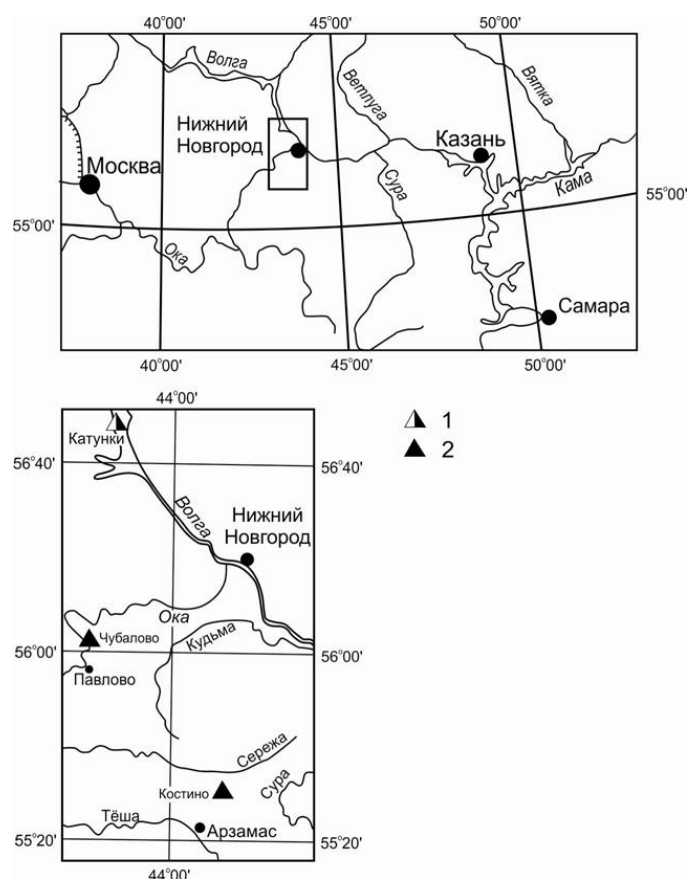 40°00'
45°00'
50°00'
Волга
Ветлуга
Вятка
Нижний
Новгород
Казань
Москва
Сура
Кама
55°00'
55°00'
Ока
Самара
40°00'
45°00'
50°00'
44°00'
1
Катунки
2
56°40'
56°40'
Волга
Нижний
Новгород
Ока
Кудьма
Чубалово
56°00'
56°00'
Павлово
Сережа
Сура
Костино
Тёша
Арзамас
55°20'
55°20'
44°00'